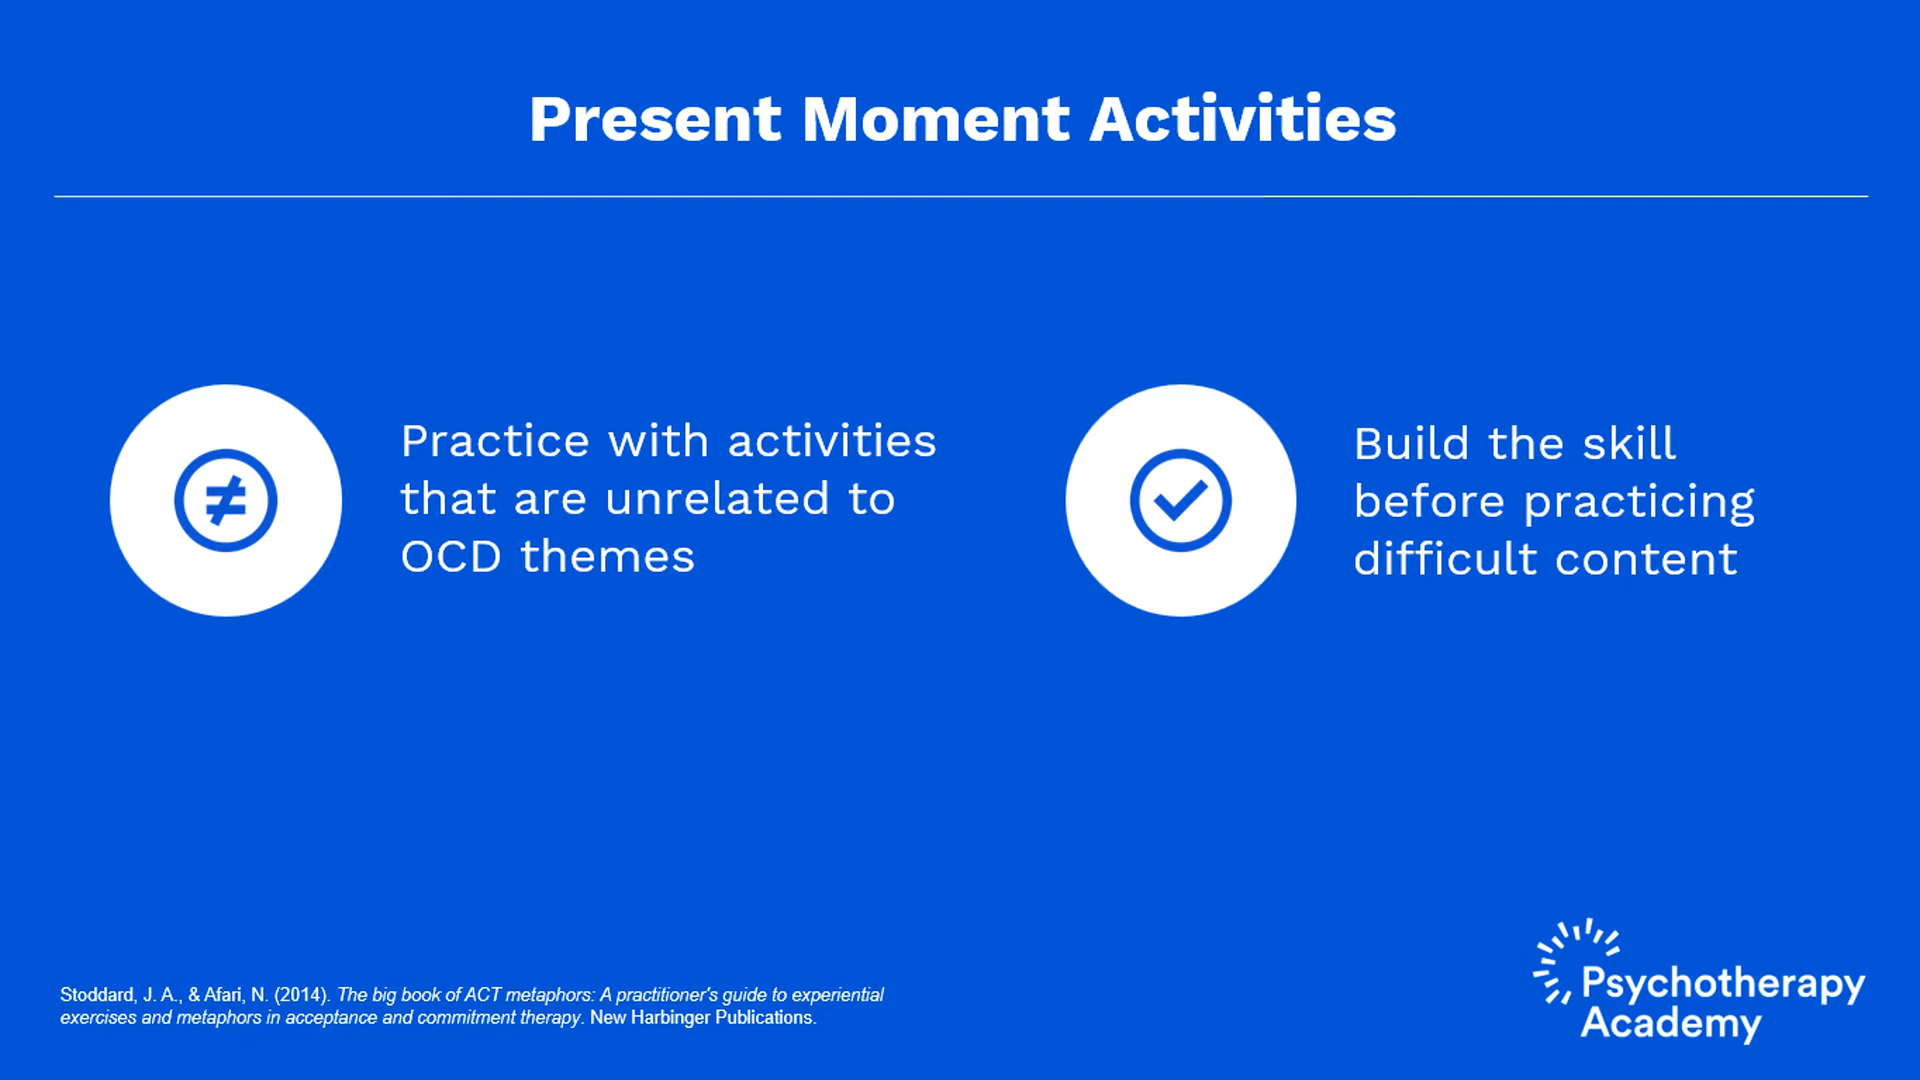 Present Moment Activities
Practice with activities
that are unrelated to
OCD themes
Build the skill
before practicing
difficult content
Stoddard, J. A., & Afari, N. (2014). The big book of ACT metaphors: A practitioner's guide to experiential
exercises and metaphors in acceptance and commitment therapy. New Harbinger Publications.
Psychotherapy
Academy